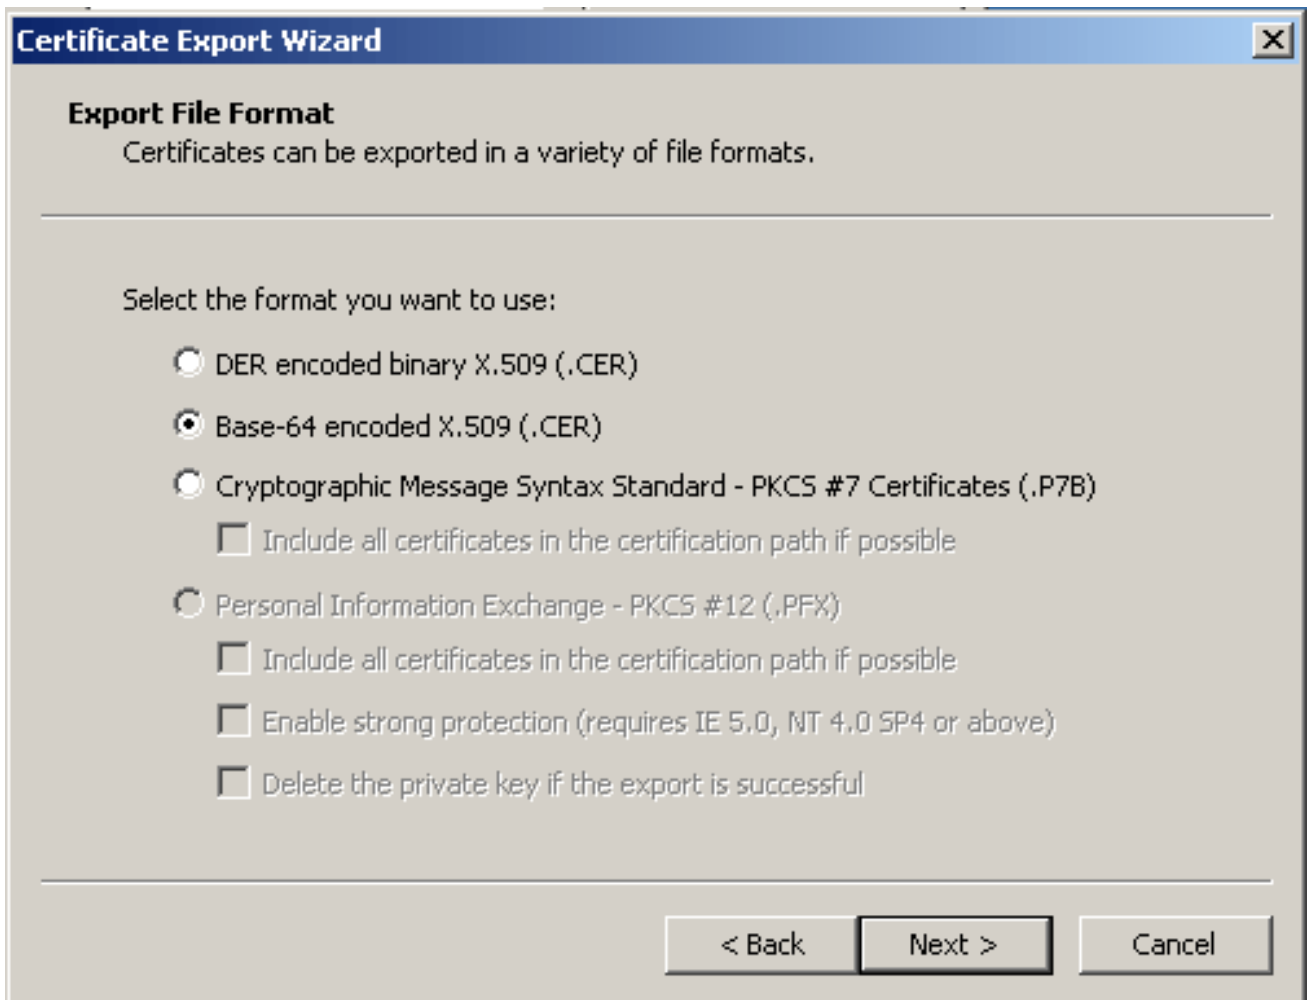 Certificate Export Wizard
Export File Format
Certificates can be exported in a variety of file formats.
Select the format you want to use:
DER encoded binary X.509 (.CER)
Base-64 encoded X.509 (.CER)
Cryptographic Message Syntax Standard - PKCS #7 Certificates (.P7B)
Include all certificates in the certification path if possible
Personal Information Exchange - PKCS #12 (.PFX)
Include all certificates in the certification path if possible
Enable strong protection (requires IE 5.0, NT 4.0 SP4 or above)
Delete the private key if the export is successful
< Back Next > Cancel